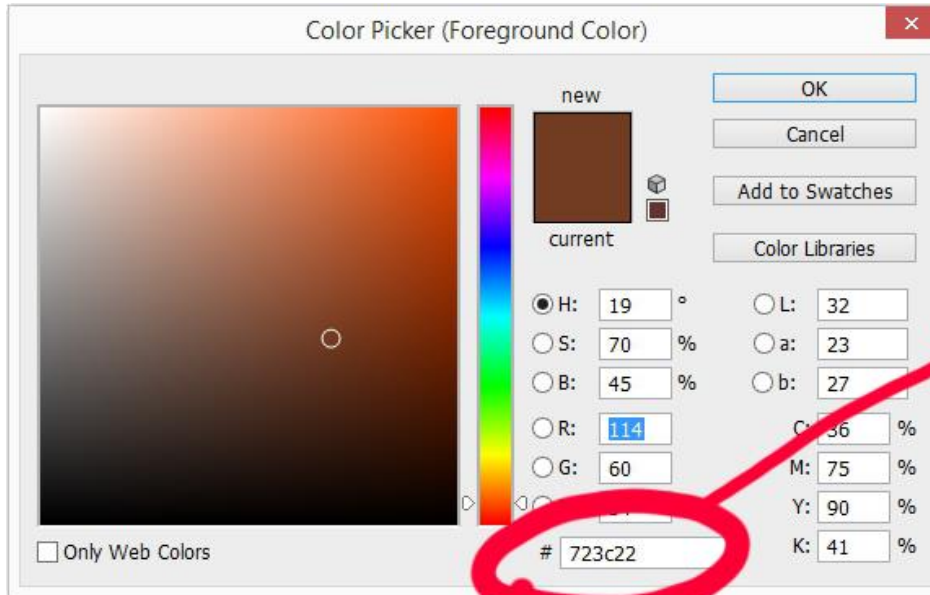 Color Picker (Foreground Color)
new
current
OK
Cancel
Add to Swatches
Color Libraries
H: 19 °
S: 70 %
B: 45 %
R: 114
G: 60
# 723c22
L: 32
a: 23
b: 27
C: 36 %
M: 75 %
Y: 90 %
K: 41 %
Only Web Colors